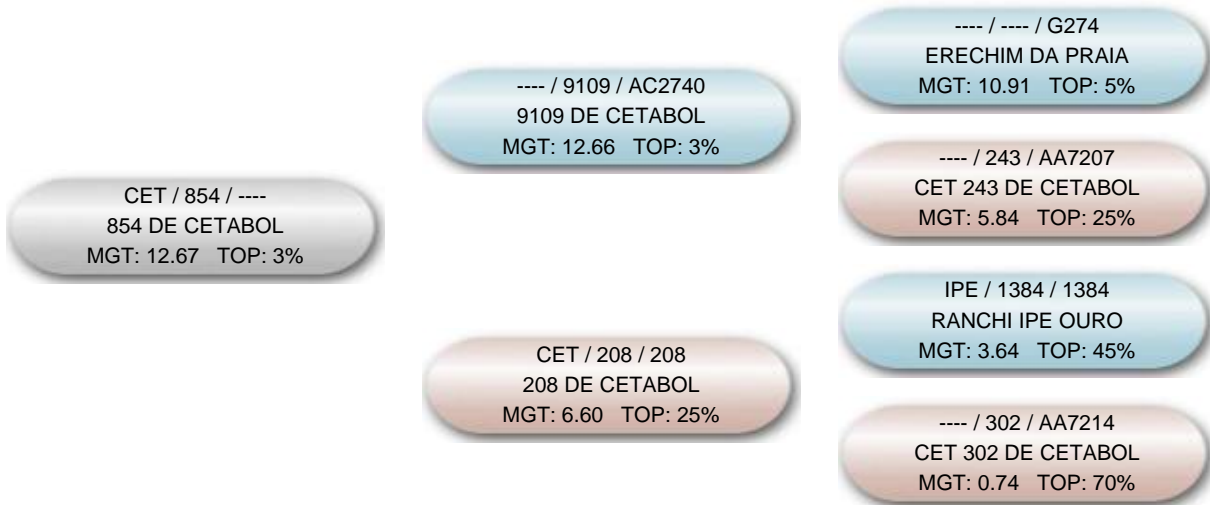 CET / 854 / ----
854 DE CETABOL
MGT: 12.67 TOP: 3%
---- / 9109 / AC2740
9109 DE CETABOL
MGT: 12.66 TOP: 3%
CET / 208 / 208
208 DE CETABOL
MGT: 6.60 TOP: 25%
---- / ---- / G274
ERECHIM DA PRAIA
MGT: 10.91 TOP: 5%
---- / 243 / AA7207
CET 243 DE CETABOL
MGT: 5.84 TOP: 25%
IPE / 1384 / 1384
RANCHI IPE OURO
MGT: 3.64 TOP: 45%
---- / 302 / AA7214
CET 302 DE CETABOL
MGT: 0.74 TOP: 70%